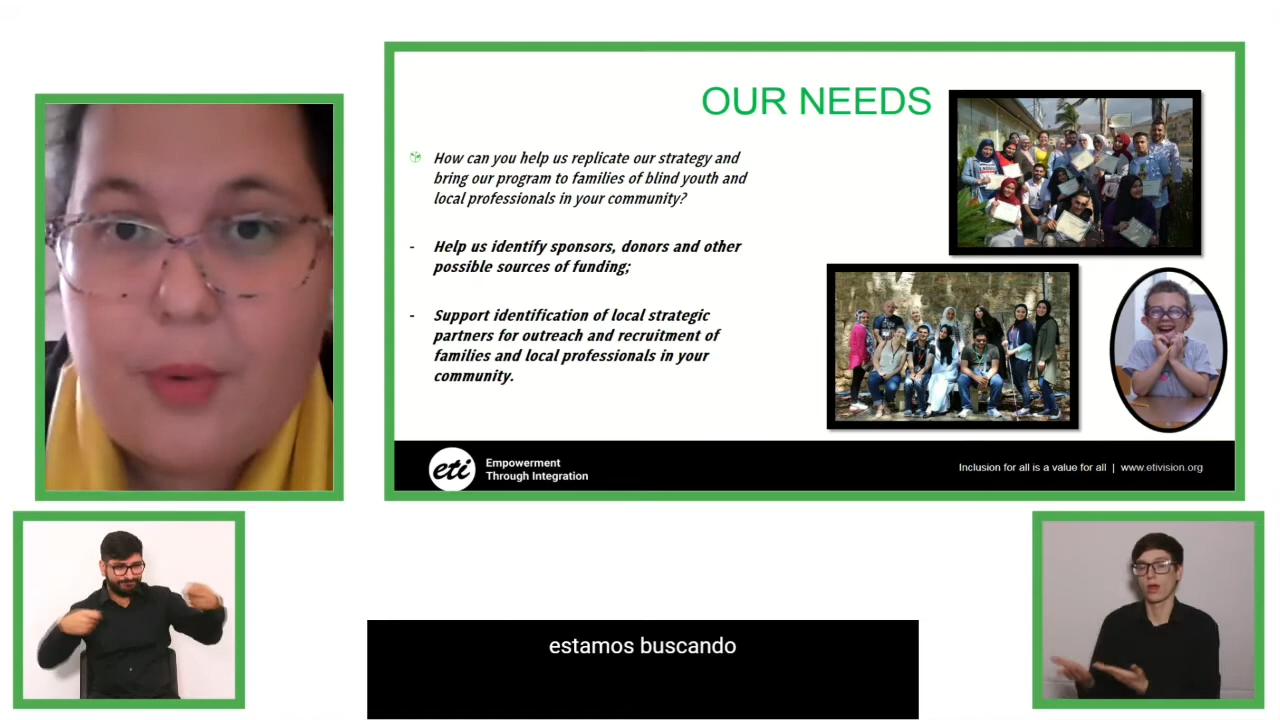 OUR NEEDS
How can you help us replicate our strategy and
bring our program to families of blind youth and
local professionals in your community?
- Help us identify sponsors, donors and other
possible sources of funding;
- Support identification of local strategic
partners for outreach and recruitment of
families and local professionals in your
community.
eti
Empowerment
Through Integration
Inclusion for all is a value for all | www.etivision.org
estamos buscando